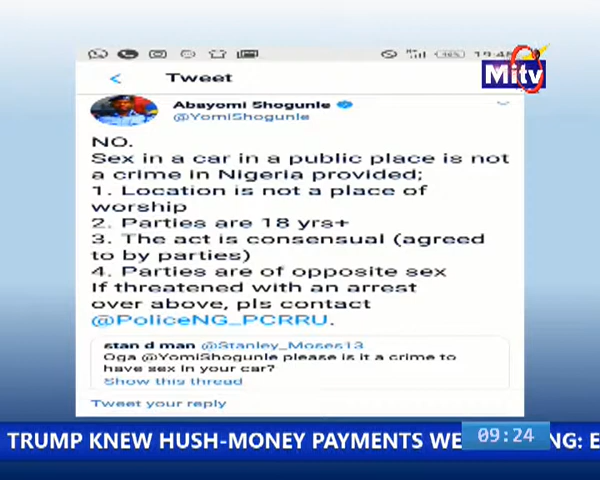 19:48
Tweet
Mitv
Abayomi Shogunle
@YomiShogunle
NO.
Sex in a car in a public place is not
a crime in Nigeria provided;
1. Location is not a place of
worship
2. Parties are 18 yrs+
3. The act is consensual (agreed
to by parties)
4. Parties are of opposite sex
If threatened with an arrest
over above, pls contact
@PoliceNG_PCRRU.
stan d man @Stanley_Moses13
Oga @YomiShogunle please is it a crime to
have sex in your car?
Show this thread
Tweet your reply
TRUMP KNEW HUSH-MONEY PAYMENTS WE
09:24